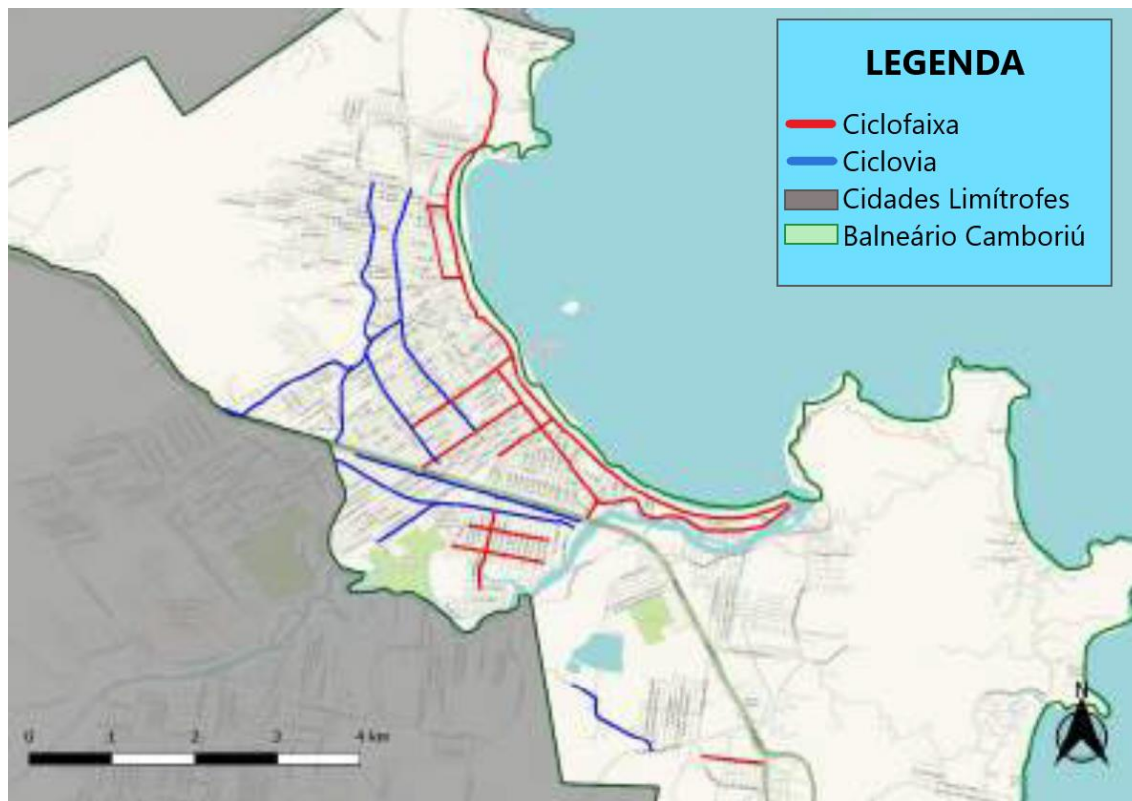 LEGENDA
Ciclofaixa
Ciclovia
Cidades Limítrofes
Balneário Camboriú
N
0 1 2 3 4 km